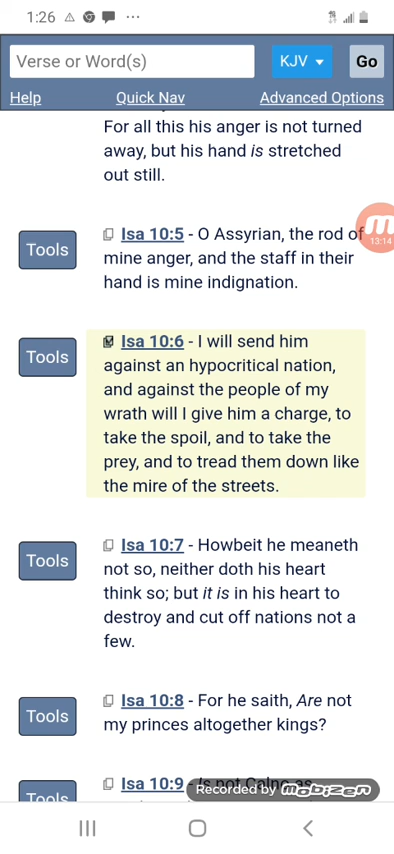 1:26
Verse or Word(s)
KJV
Go
Help
Quick Nav
Advanced Options
For all this his anger is not turned
away, but his hand is stretched
out still.
Tools
Isa 10:5 - O Assyrian, the rod of
mine anger, and the staff in their
hand is mine indignation.
13:14
Tools
Isa 10:6 - I will send him
against an hypocritical nation,
and against the people of my
wrath will I give him a charge, to
take the spoil, and to take the
prey, and to tread them down like
the mire of the streets.
Tools
Isa 10:7 - Howbeit he meaneth
not so, neither doth his heart
think so; but it is in his heart to
destroy and cut off nations not a
few.
Tools
Isa 10:8 - For he saith, Are not
my princes altogether kings?
Tools
Isa 10:9 - Is not Calno as
Recorded by mobizen